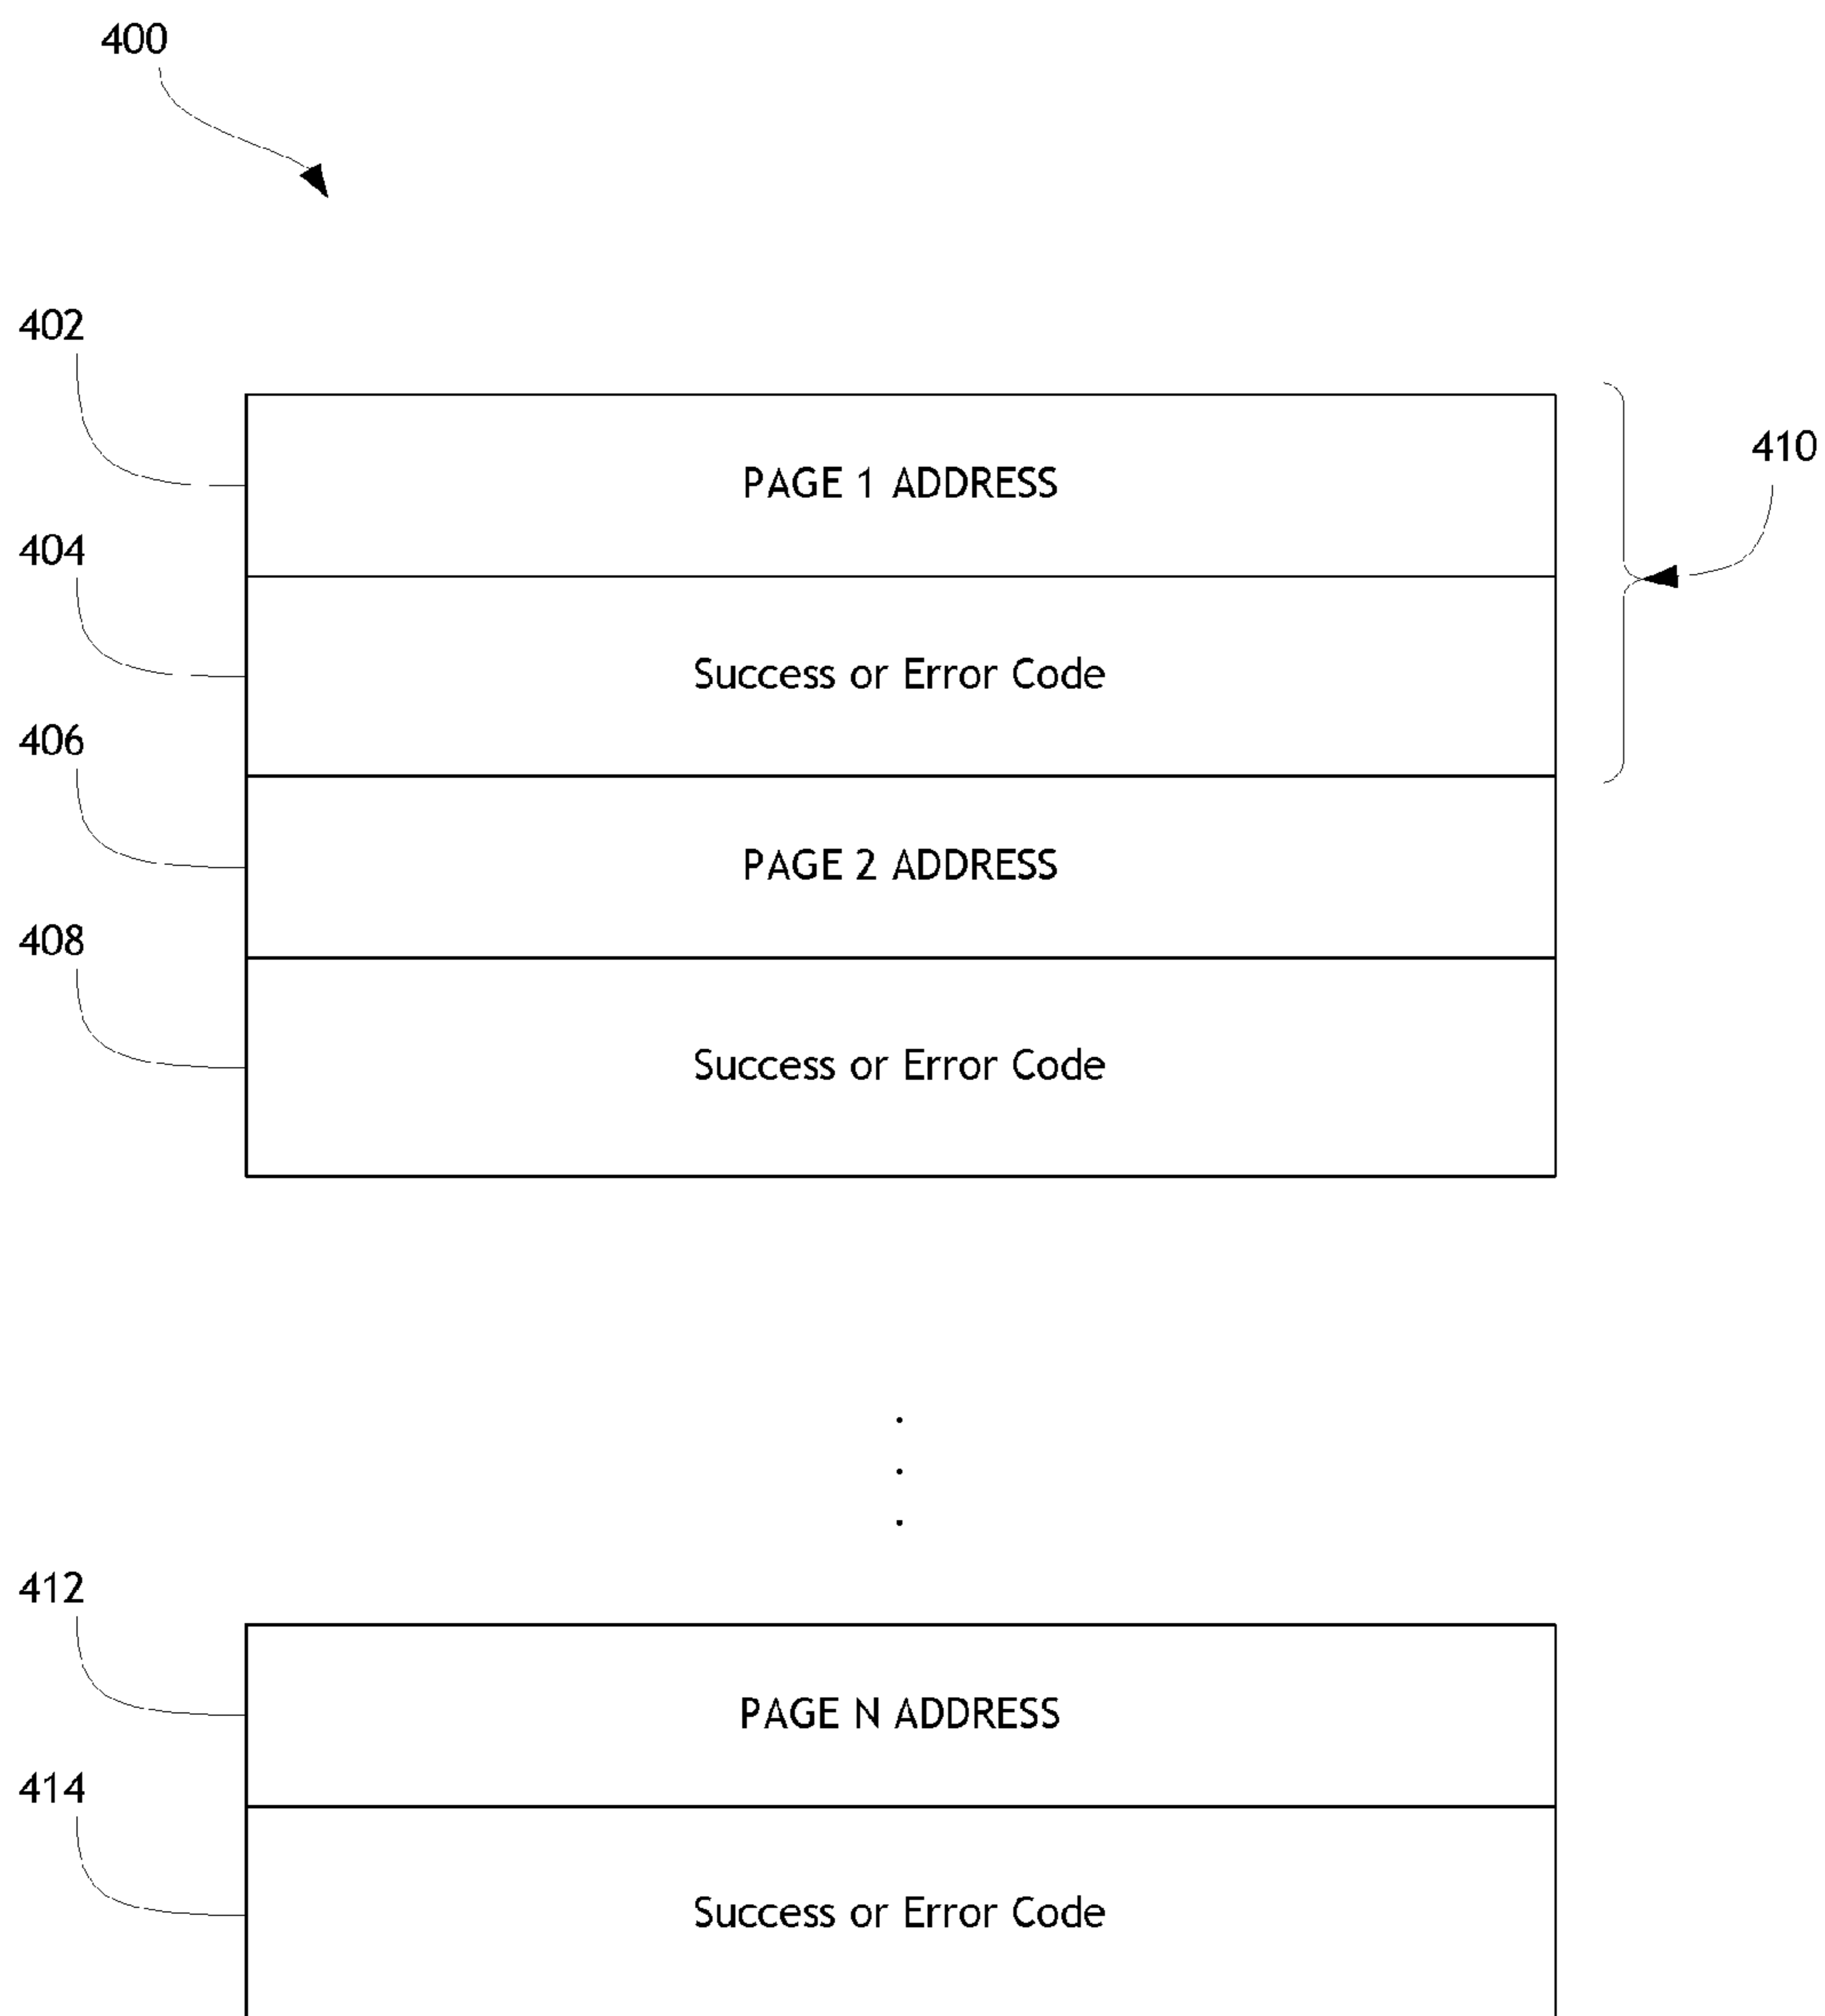 400
402
PAGE 1 ADDRESS
410
404
Success or Error Code
406
PAGE 2 ADDRESS
408
Success or Error Code
.
.
.
412
PAGE N ADDRESS
414
Success or Error Code